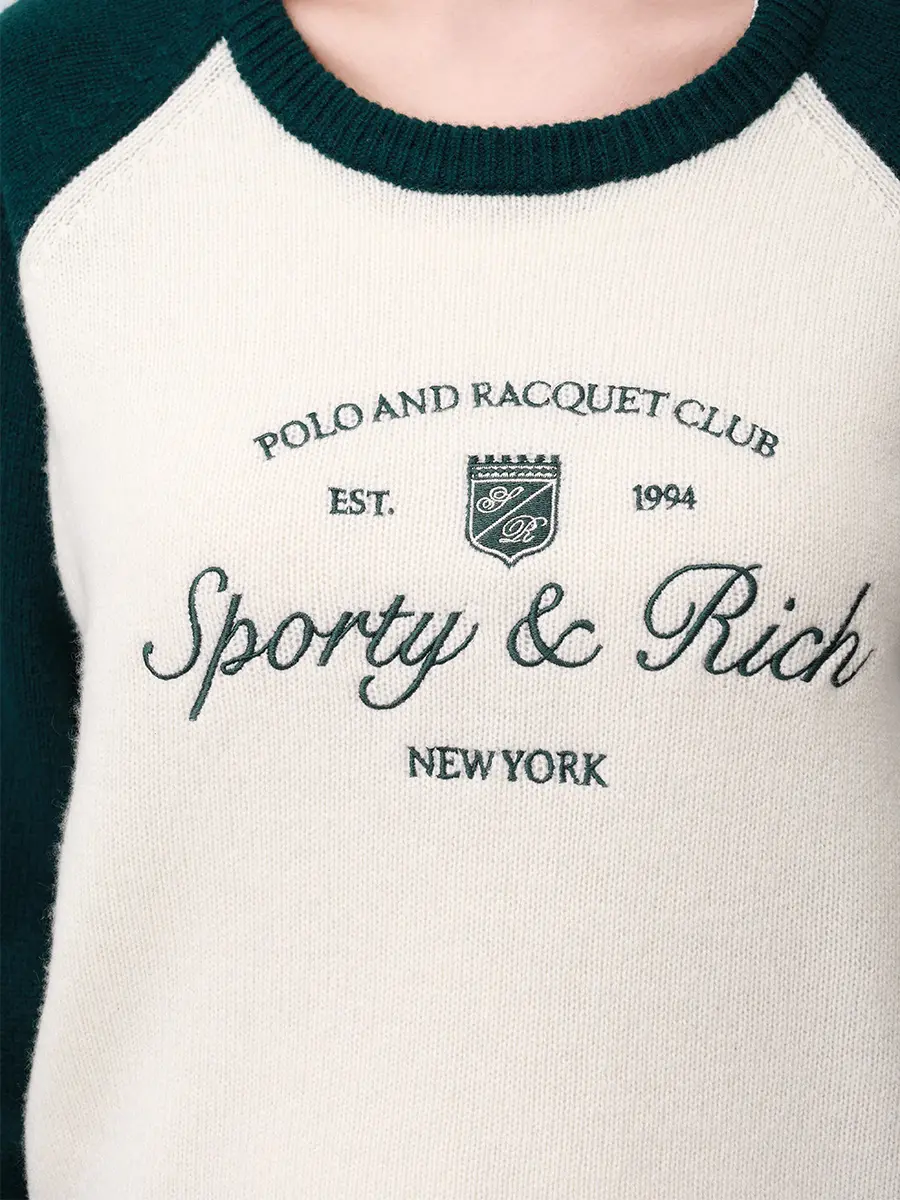 POLO AND RACQUET CLUB
EST. 1994
S R
Sporty & Rich
NEW YORK